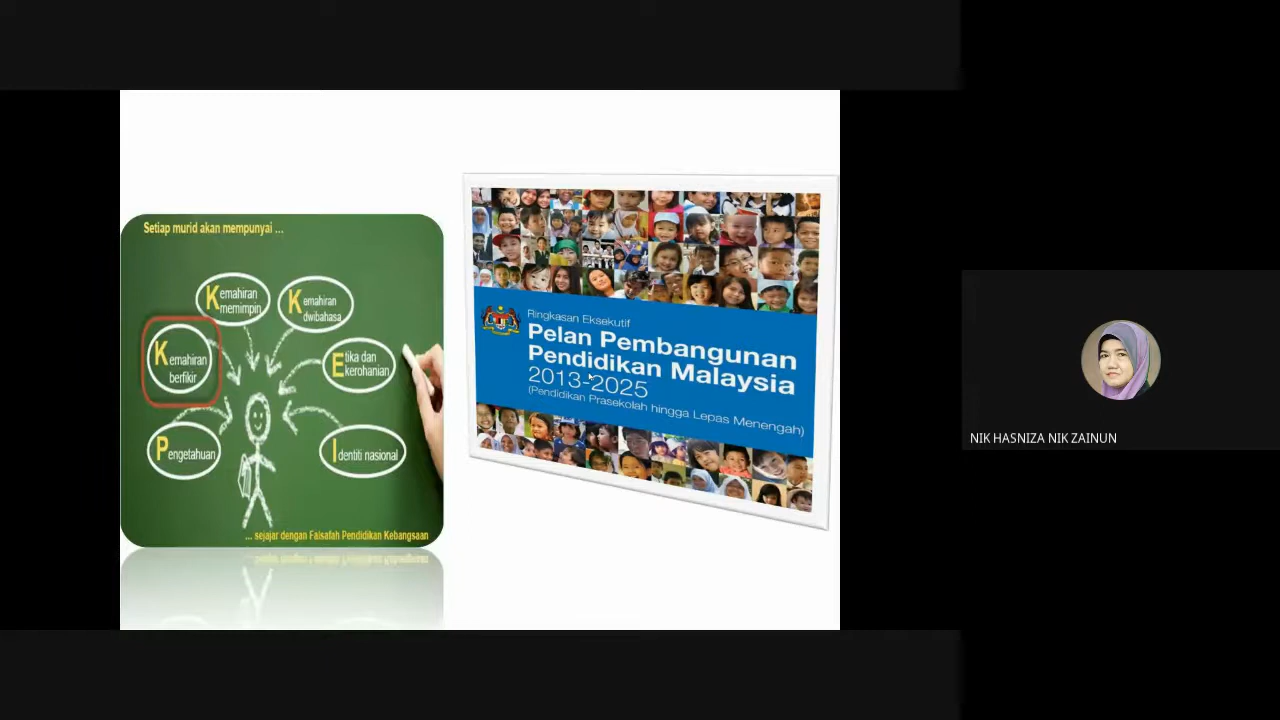 Setiap murid akan mempunyai ...
Kemahiran
memimpin
Kemahiran
dwibahasa
Kemahiran
berfikir
Etika dan
kerohanian
Pengetahuan
Identiti nasional
... sejajar dengan Falsafah Pendidikan Kebangsaan
Ringkasan Eksekutif
Pelan Pembangunan
Pendidikan Malaysia
2013-2025
(Pendidikan Prasekolah hingga Lepas Menengah)
NIK HASNIZA NIK ZAINUN